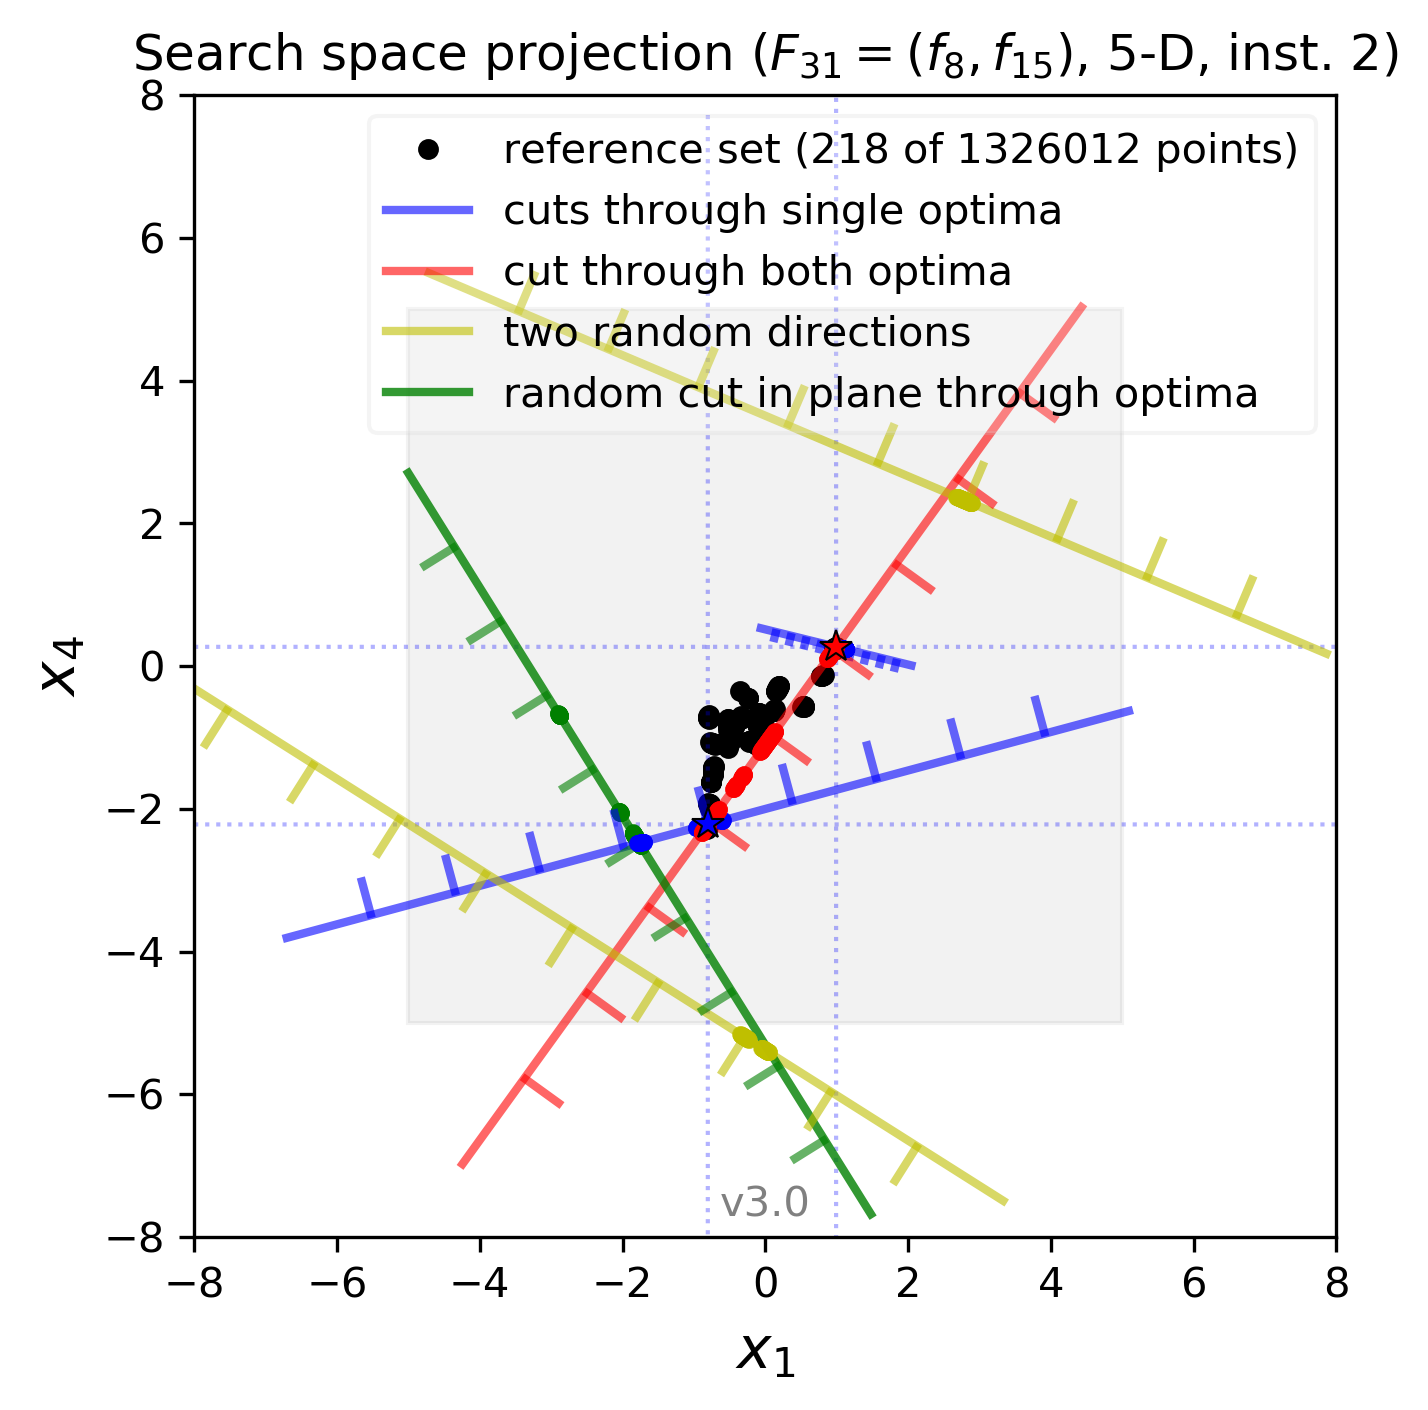 Search space projection (F31 = (f8, f15), 5-D, inst. 2)
reference set (218 of 1326012 points)
cuts through single optima
cut through both optima
two random directions
random cut in plane through optima
8
6
4
2
0
−2
−4
−6
−8
x4
v3.0
−8 −6 −4 −2 0 2 4 6 8
x1